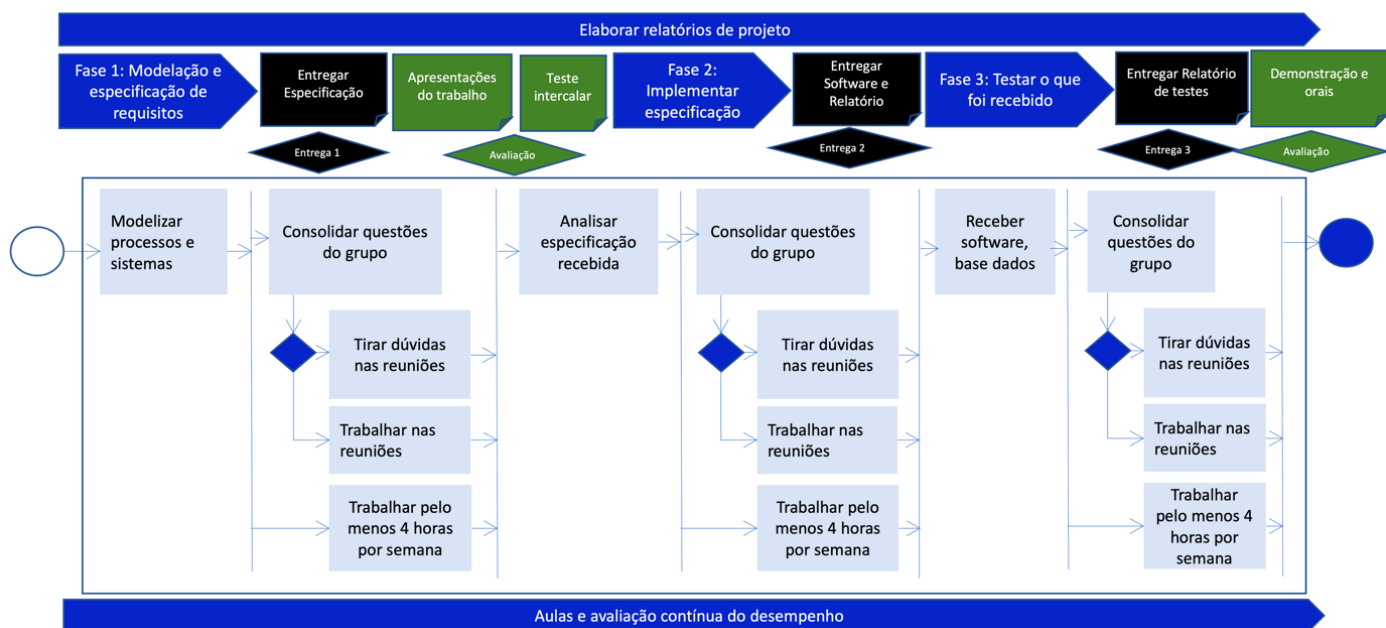 Elaborar relatórios de projeto
Fase 1: Modelação e
especificação de
requisitos
Entregar
Especificação
Apresentações
do trabalho
Teste
intercalar
Fase 2:
Implementar
especificação
Entregar
Software e
Relatório
Fase 3: Testar o que
foi recebido
Entregar Relatório
de testes
Demonstração e
orais
Entrega 1
Avaliação
Entrega 2
Entrega 3
Avaliação
Modelizar
processos e
sistemas
Consolidar questões
do grupo
Tirar dúvidas
nas reuniões
Trabalhar nas
reuniões
Trabalhar pelo
menos 4 horas
por semana
Analisar
especificação
recebida
Consolidar questões
do grupo
Tirar dúvidas
nas reuniões
Trabalhar nas
reuniões
Trabalhar pelo
menos 4 horas
por semana
Receber
software,
base dados
Consolidar
questões do
grupo
Tirar dúvidas
nas reuniões
Trabalhar nas
reuniões
Trabalhar
pelo menos 4
horas por
semana
Aulas e avaliação contínua do desempenho